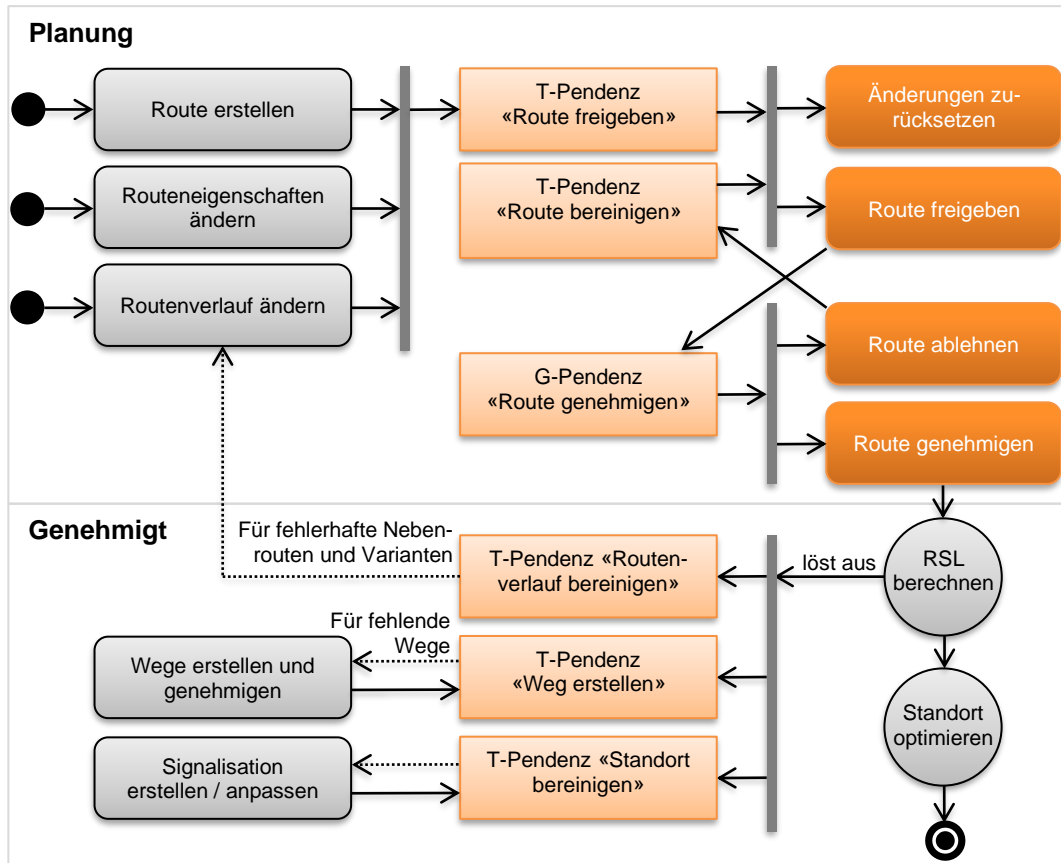 Planung
Route erstellen
T-Pendenz
«Route freigeben»
Änderungen zu-
rücksetzen
Routeneigenschaften
ändern
T-Pendenz
«Route bereinigen»
Route freigeben
Routenverlauf ändern
G-Pendenz
«Route genehmigen»
Route ablehnen
Route genehmigen
Genehmigt
Für fehlerhafte Neben-
routen und Varianten
T-Pendenz «Routen-
verlauf bereinigen»
löst aus
RSL
berechnen
Für fehlende
Wege
Wege erstellen und
genehmigen
T-Pendenz
«Weg erstellen»
Standort
optimieren
Signalisation
erstellen / anpassen
T-Pendenz «Standort
bereinigen»